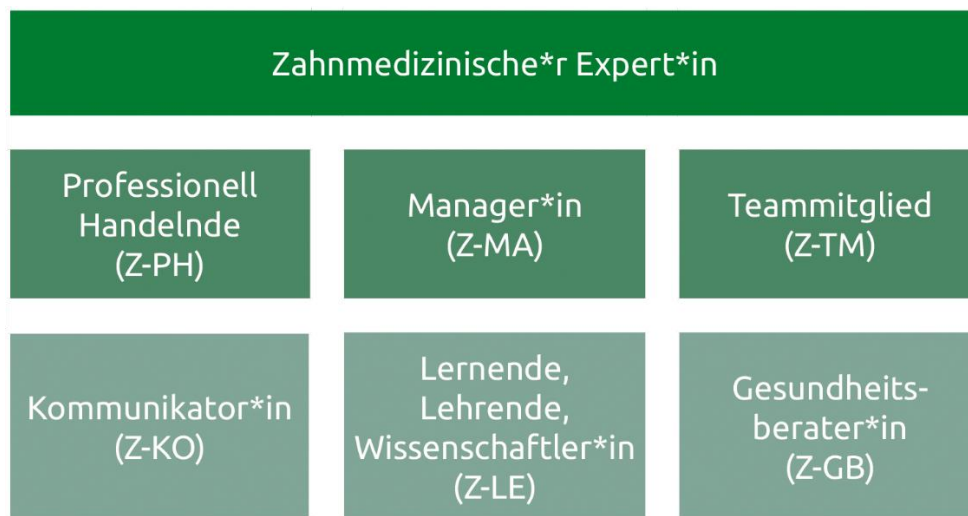 Zahnmedizinische*r Expert*in
Professionell
Handelnde
(Z-PH)
Manager*in
(Z-MA)
Teammitglied
(Z-TM)
Kommunikator*in
(Z-KO)
Lernende,
Lehrende,
Wissenschaftler*in
(Z-LE)
Gesundheits-
berater*in
(Z-GB)